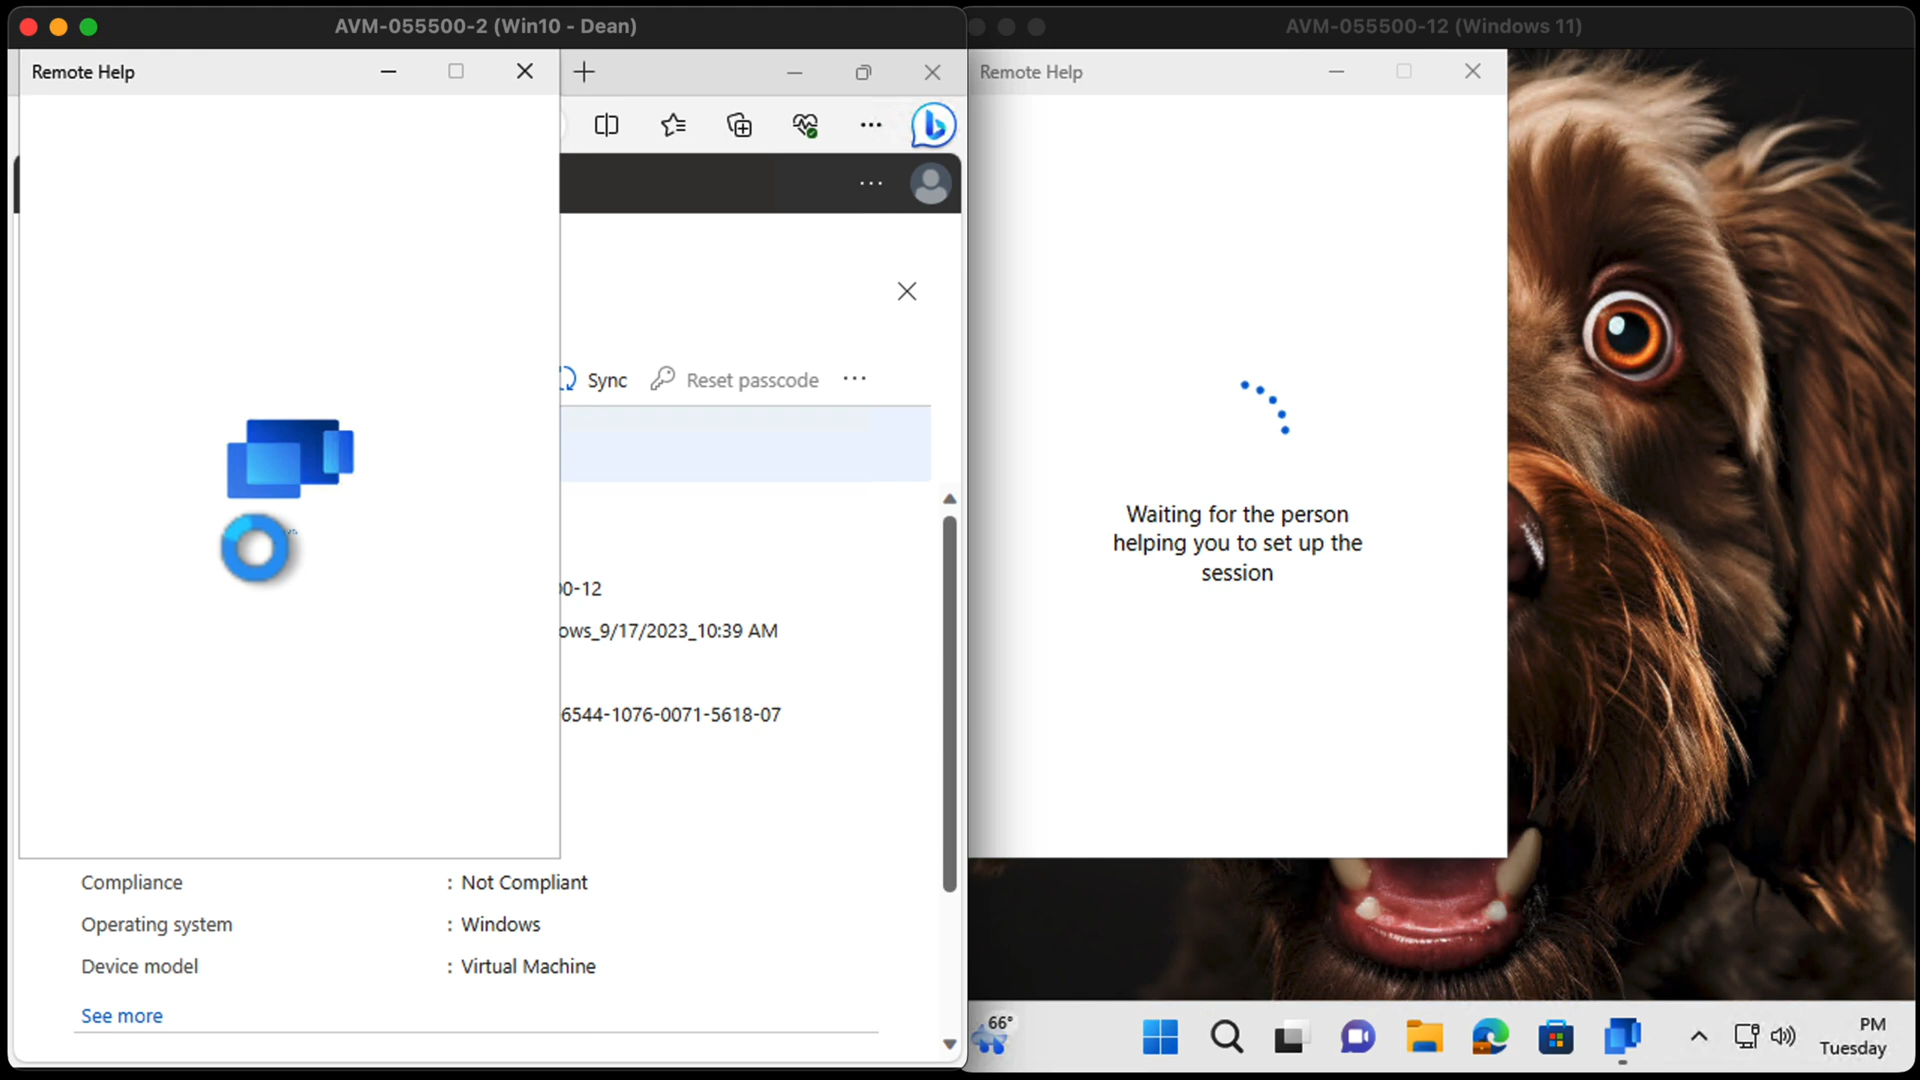 AVM-055500-2 (Win10 - Dean)
Remote Help
Sync
Reset passcode
00-12
ows_9/17/2023_10:39 AM
6544-1076-0071-5618-07
Compliance : Not Compliant
Operating system : Windows
Device model : Virtual Machine
See more
AVM-055500-12 (Windows 11)
Remote Help
Waiting for the person
helping you to set up the
session
66°
PM
Tuesday